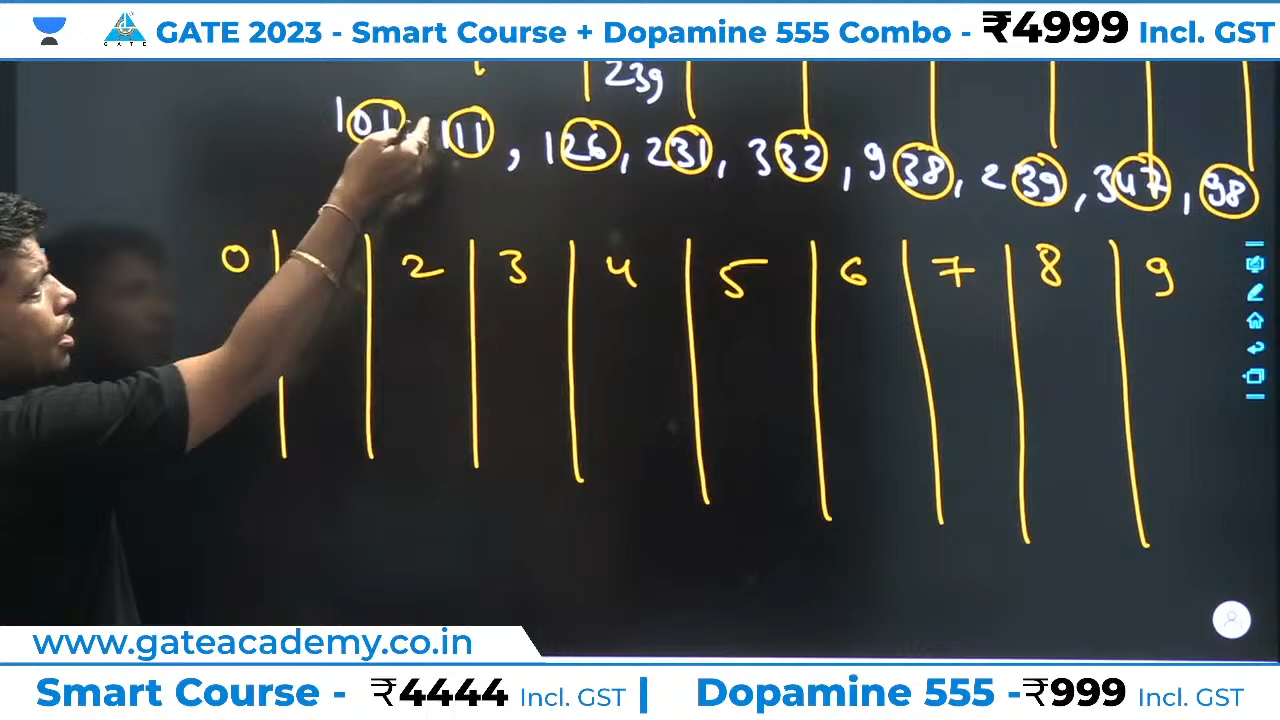 GATE GATE 2023 - Smart Course + Dopamine 555 Combo - ₹4999 Incl. GST
239
101, 111, 126, 231, 332, 938, 239, 347, 98
0 2 3 4 5 6 7 8 9
www.gateacademy.co.in
Smart Course - ₹4444 Incl. GST | Dopamine 555 -₹999 Incl. GST